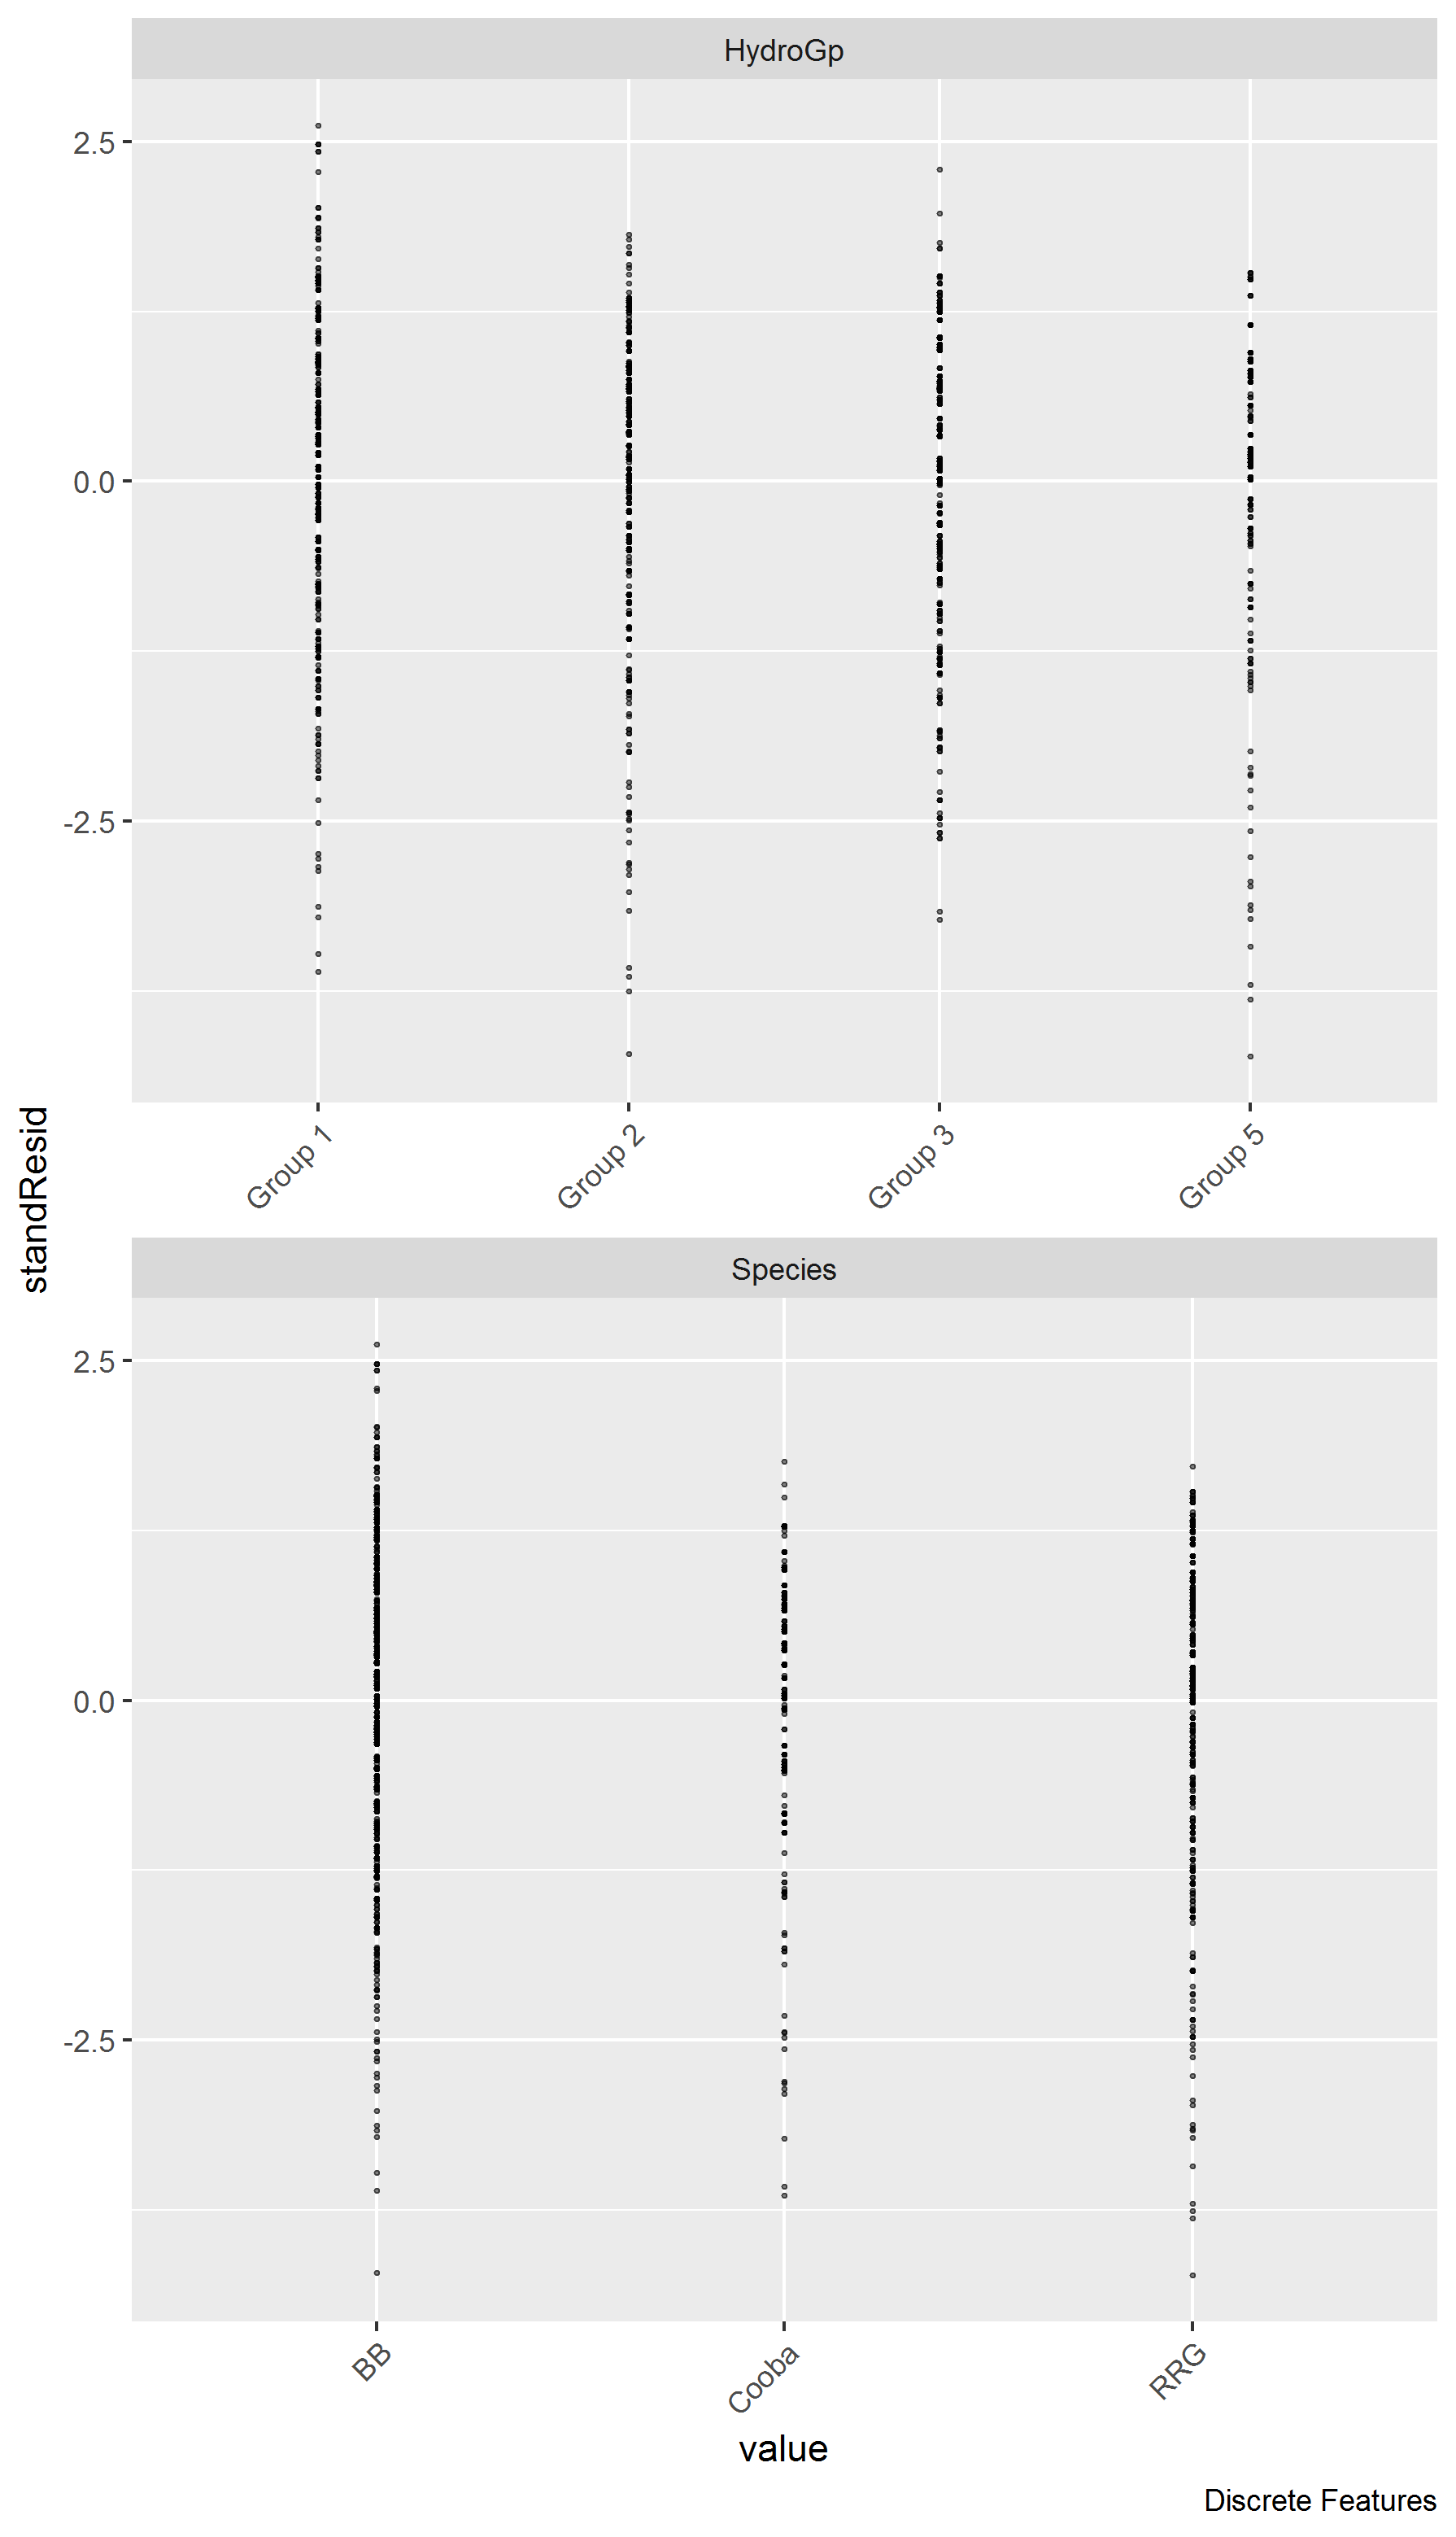 HydroGp
2.5
0.0
-2.5
Group 1
Group 2
Group 3
Group 5
standResid
Species
2.5
0.0
-2.5
BB
Cooba
RRG
value
Discrete Features